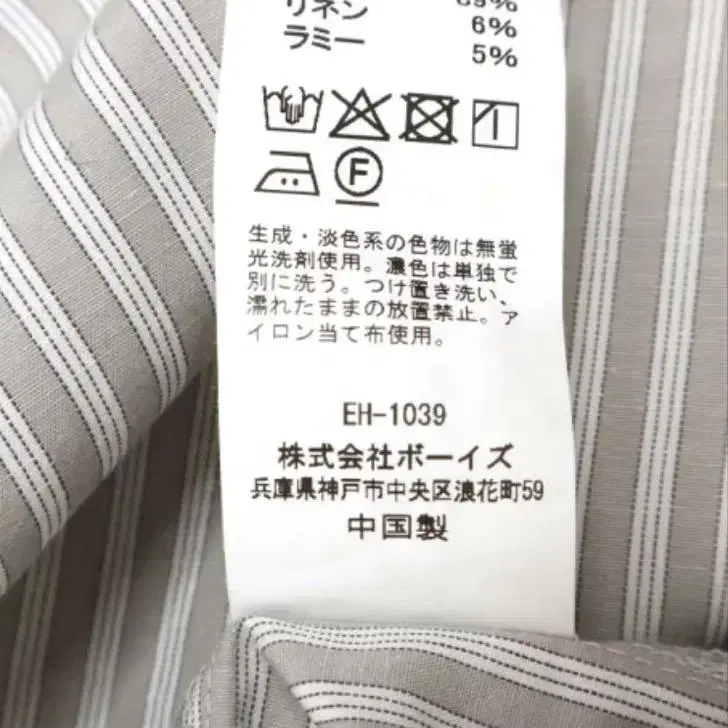 リネン 6%
ラミー 5%
F
生成・淡色系の色物は無蛍
光洗剤使用。濃色は単独で
別に洗う。つけ置き洗い、
濡れたままの放置禁止。ア
イロン当て布使用。
EH-1039
株式会社ボーイズ
兵庫県神戸市中央区浪花町59
中国製